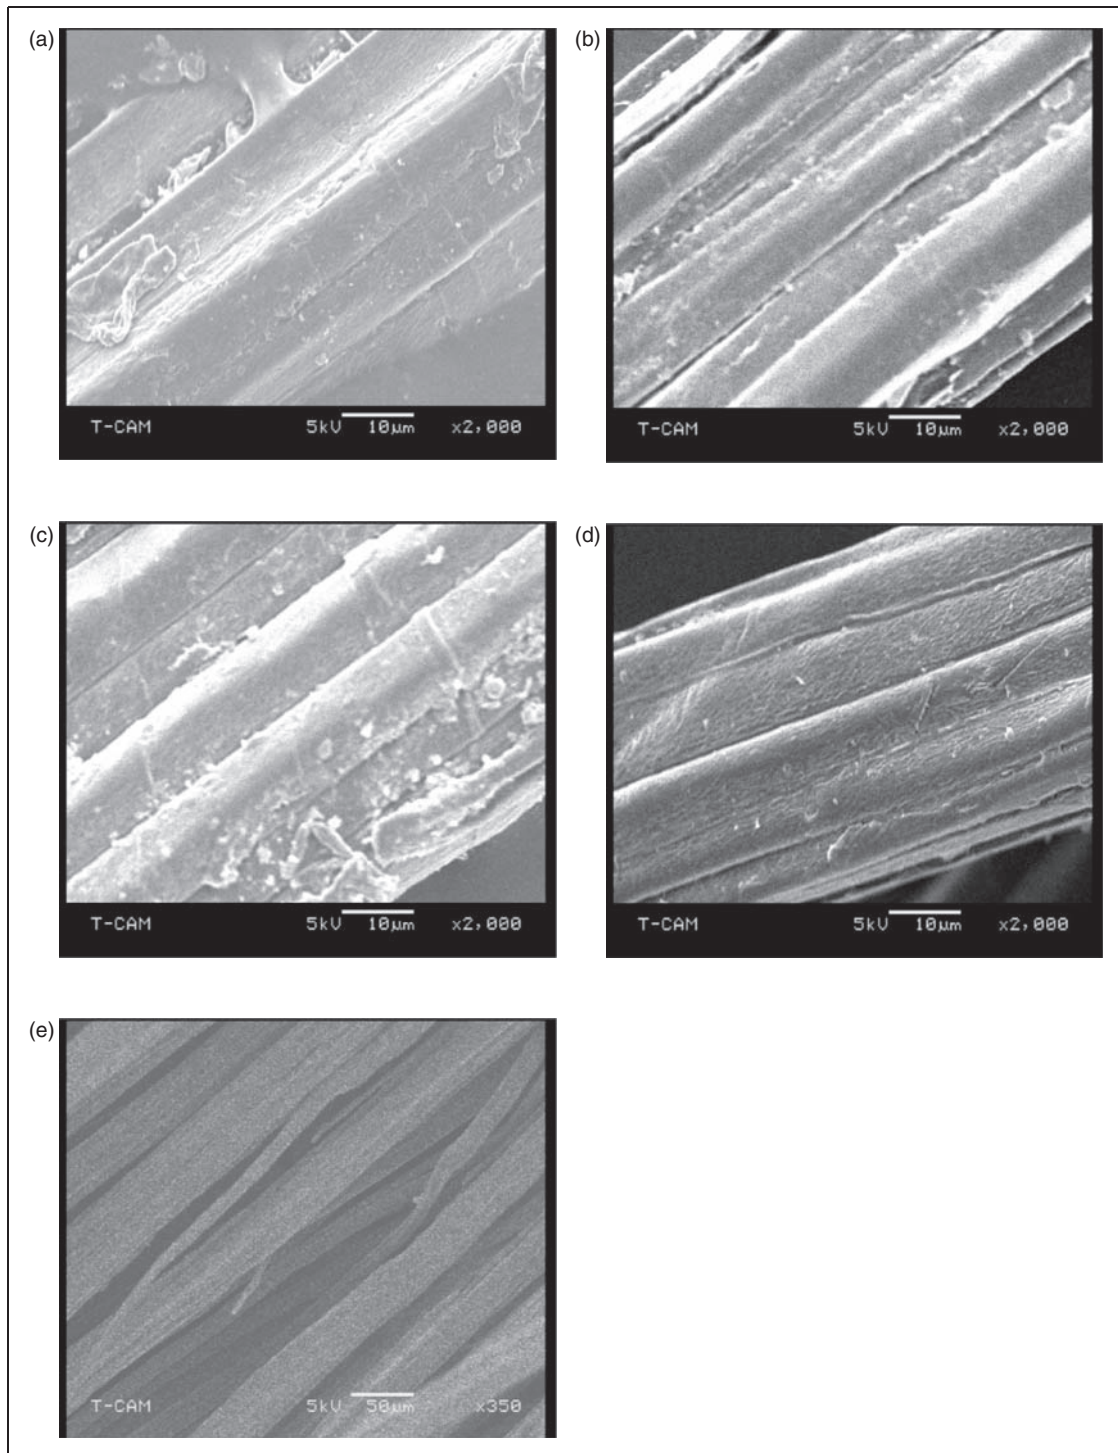 (a)
(b)
T-CAM 5kV 10μm x2,000
T-CAM 5kV 10μm x2,000
(c)
(d)
T-CAM 5kV 10μm x2,000
T-CAM 5kV 10μm x2,000
(e)
T-CAM 5kV 50μm x350